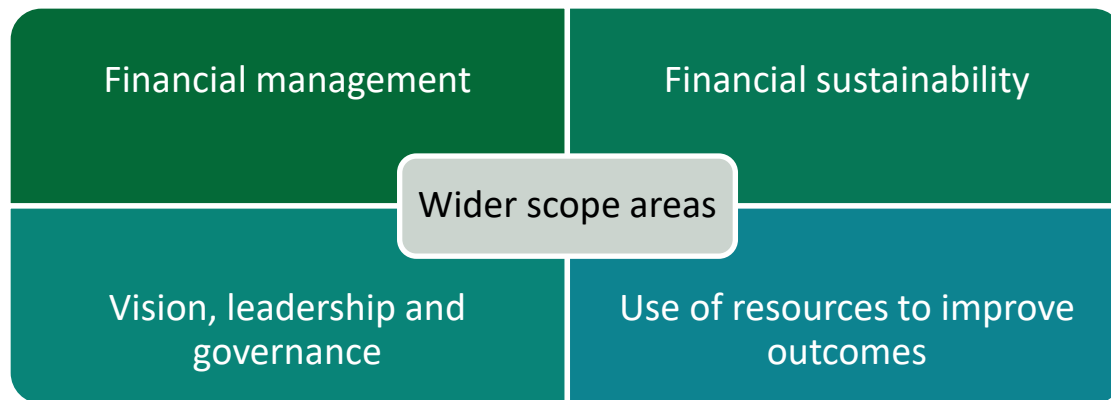 Financial management
Financial sustainability
Wider scope areas
Vision, leadership and
governance
Use of resources to improve
outcomes